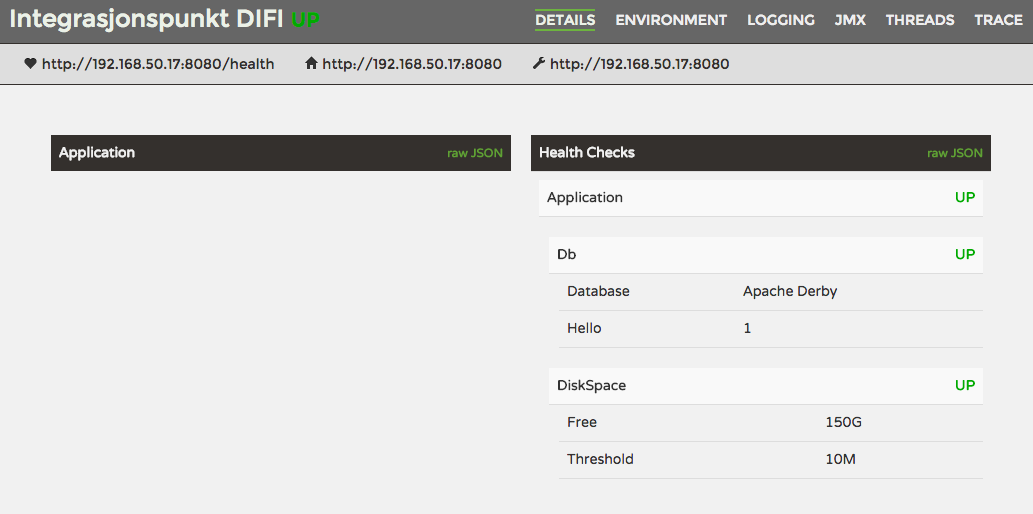 Integrasjonspunkt DIFI UP
DETAILS ENVIRONMENT LOGGING JMX THREADS TRACE
http://192.168.50.17:8080/health http://192.168.50.17:8080 http://192.168.50.17:8080
Application raw JSON
Health Checks raw JSON
Application UP
Db UP
Database Apache Derby
Hello 1
DiskSpace UP
Free 150G
Threshold 10M